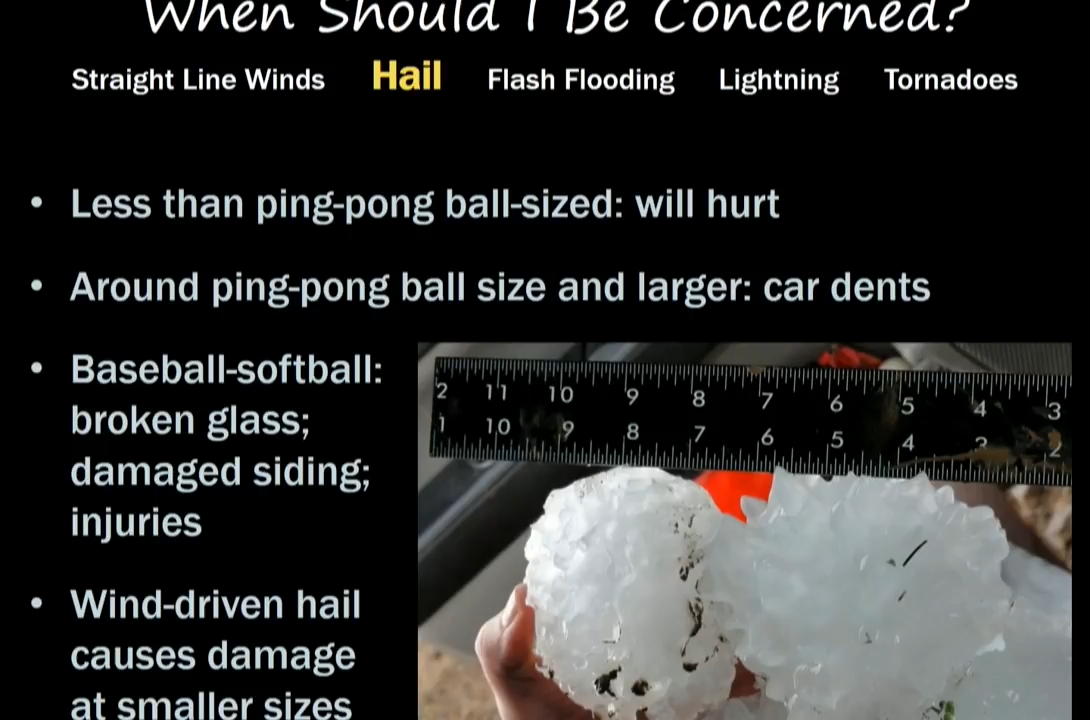 When Should I Be Concerned?
Straight Line Winds Hail Flash Flooding Lightning Tornadoes
• Less than ping-pong ball-sized: will hurt
• Around ping-pong ball size and larger: car dents
• Baseball-softball:
broken glass;
damaged siding;
injuries
• Wind-driven hail
causes damage
at smaller sizes
2 11 10 9 8 7 6 5 4 3
1 10 9 8 7 6 5 4 3 2